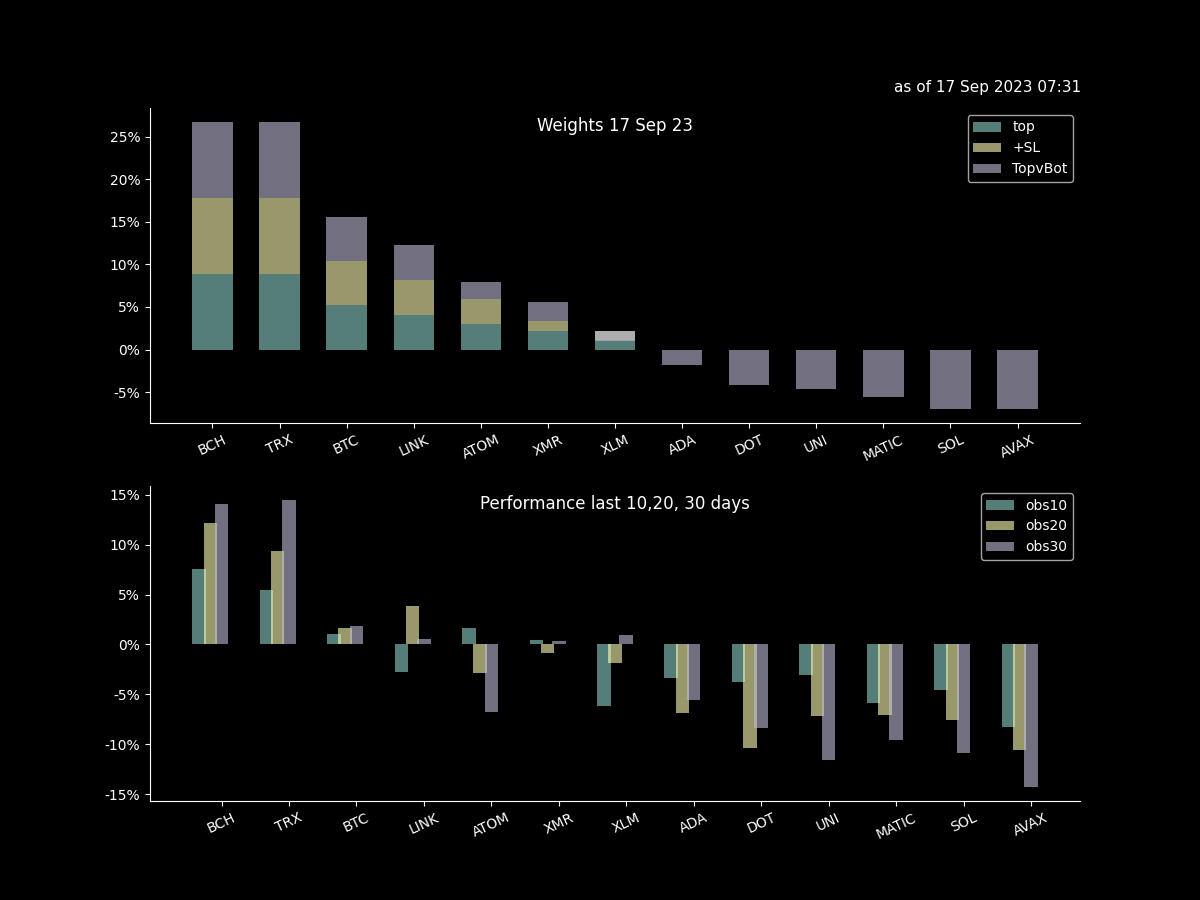 as of 17 Sep 2023 07:31
Weights 17 Sep 23
top
+SL
TopvBot
25%
20%
15%
10%
5%
0%
-5%
BCH TRX BTC LINK ATOM XMR XLM ADA DOT UNI MATIC SOL AVAX
Performance last 10,20, 30 days
obs10
obs20
obs30
15%
10%
5%
0%
-5%
-10%
-15%
BCH TRX BTC LINK ATOM XMR XLM ADA DOT UNI MATIC SOL AVAX